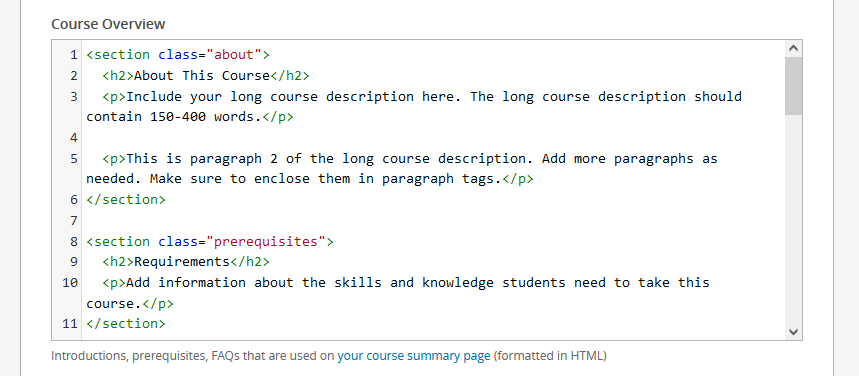 Course Overview
1 <section class="about">
2   <h2>About This Course</h2>
3   <p>Include your long course description here. The long course description should
contain 150-400 words.</p>
4
5   <p>This is paragraph 2 of the long course description. Add more paragraphs as
needed. Make sure to enclose them in paragraph tags.</p>
6 </section>
7
8 <section class="prerequisites">
9   <h2>Requirements</h2>
10   <p>Add information about the skills and knowledge students need to take this
course.</p>
11 </section>
Introductions, prerequisites, FAQs that are used on your course summary page (formatted in HTML)